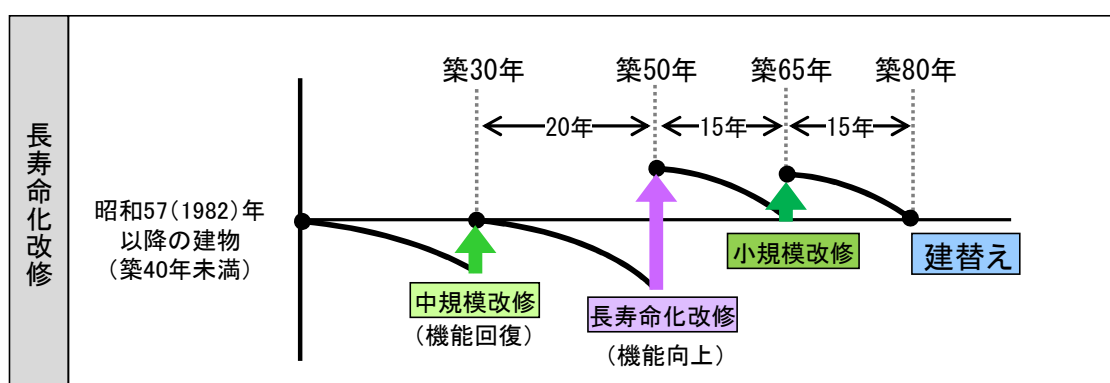 長寿命化改修
築30年
築50年
築65年
築80年
20年
15年
15年
昭和57(1982)年
以降の建物
(築40年未満)
中規模改修
(機能回復)
長寿命化改修
(機能向上)
小規模改修
建替え